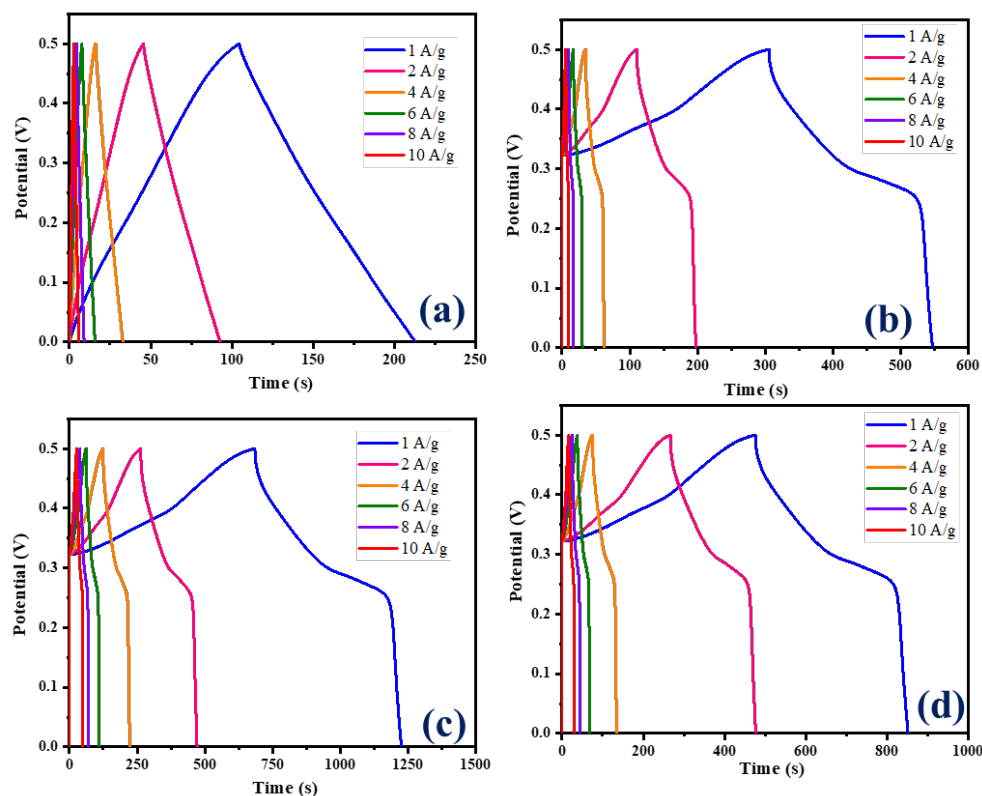 0.5
0.4
0.3
0.2
0.1
0.0
Potential (V)
0
50
100
150
200
250
Time (s)
1 A/g
2 A/g
4 A/g
6 A/g
8 A/g
10 A/g
(a)
0.5
0.4
0.3
0.2
0.1
0.0
Potential (V)
0
100
200
300
400
500
600
Time (s)
1 A/g
2 A/g
4 A/g
6 A/g
8 A/g
10 A/g
(b)
0.5
0.4
0.3
0.2
0.1
0.0
Potential (V)
0
250
500
750
1000
1250
1500
Time (s)
1 A/g
2 A/g
4 A/g
6 A/g
8 A/g
10 A/g
(c)
0.5
0.4
0.3
0.2
0.1
0.0
Potential (V)
0
200
400
600
800
1000
Time (s)
1 A/g
2 A/g
4 A/g
6 A/g
8 A/g
10 A/g
(d)